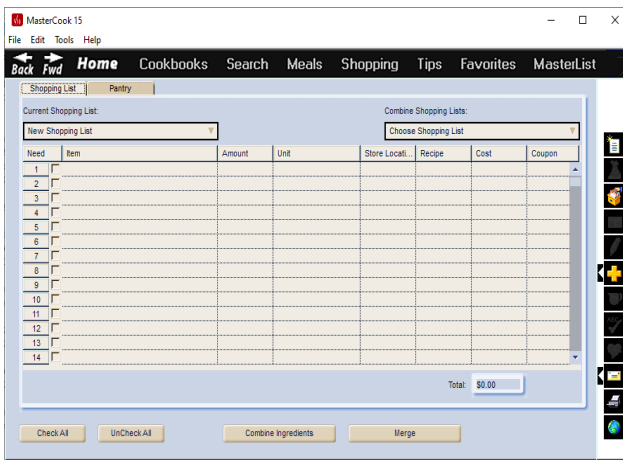 MasterCook 15
File Edit Tools Help
Back Fwd Home Cookbooks Search Meals Shopping Tips Favorites MasterList
Shopping List Pantry
Current Shopping List: Combine Shopping Lists:
New Shopping List Choose Shopping List
Need Item Amount Unit Store Locati... Recipe Cost Coupon
1
2
3
4
5
6
7
8
9
10
11
12
13
14
Total: $0.00
Check All UnCheck All Combine Ingredients Merge